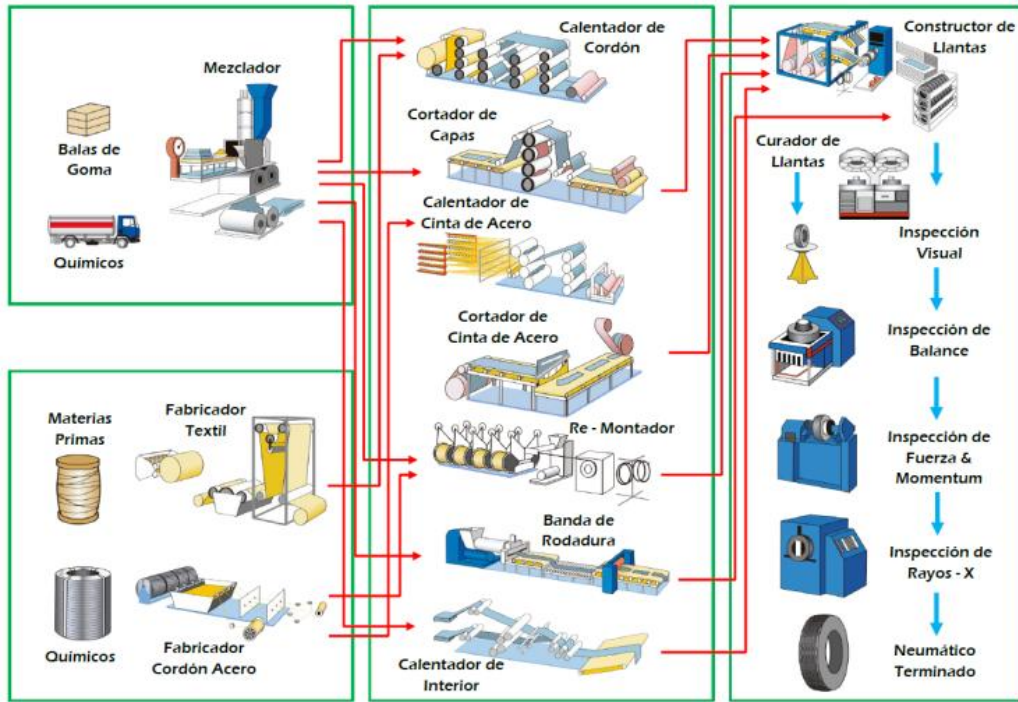 Mezclador
Balas de
Goma
Químicos
Materias
Primas
Fabricador
Textil
Químicos
Fabricador
Cordón Acero
Calentador de
Cordón
Cortador de
Capas
Calentador de
Cinta de Acero
Cortador de
Cinta de Acero
Re - Montador
Banda de
Rodadura
Calentador de
Interior
Constructor de
Llantas
Curador de
Llantas
Inspección
Visual
Inspección de
Balance
Inspección de
Fuerza &
Momentum
Inspección de
Rayos - X
Neumático
Terminado